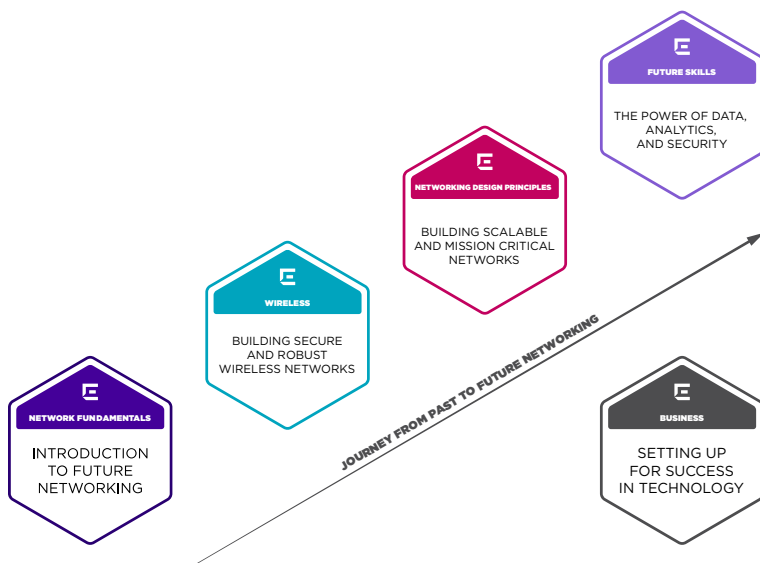 FUTURE SKILLS
THE POWER OF DATA,
ANALYTICS,
AND SECURITY
NETWORKING DESIGN PRINCIPLES
BUILDING SCALABLE
AND MISSION CRITICAL
NETWORKS
WIRELESS
BUILDING SECURE
AND ROBUST
WIRELESS NETWORKS
NETWORK FUNDAMENTALS
INTRODUCTION
TO FUTURE
NETWORKING
JOURNEY FROM PAST TO FUTURE NETWORKING
BUSINESS
SETTING UP
FOR SUCCESS
IN TECHNOLOGY